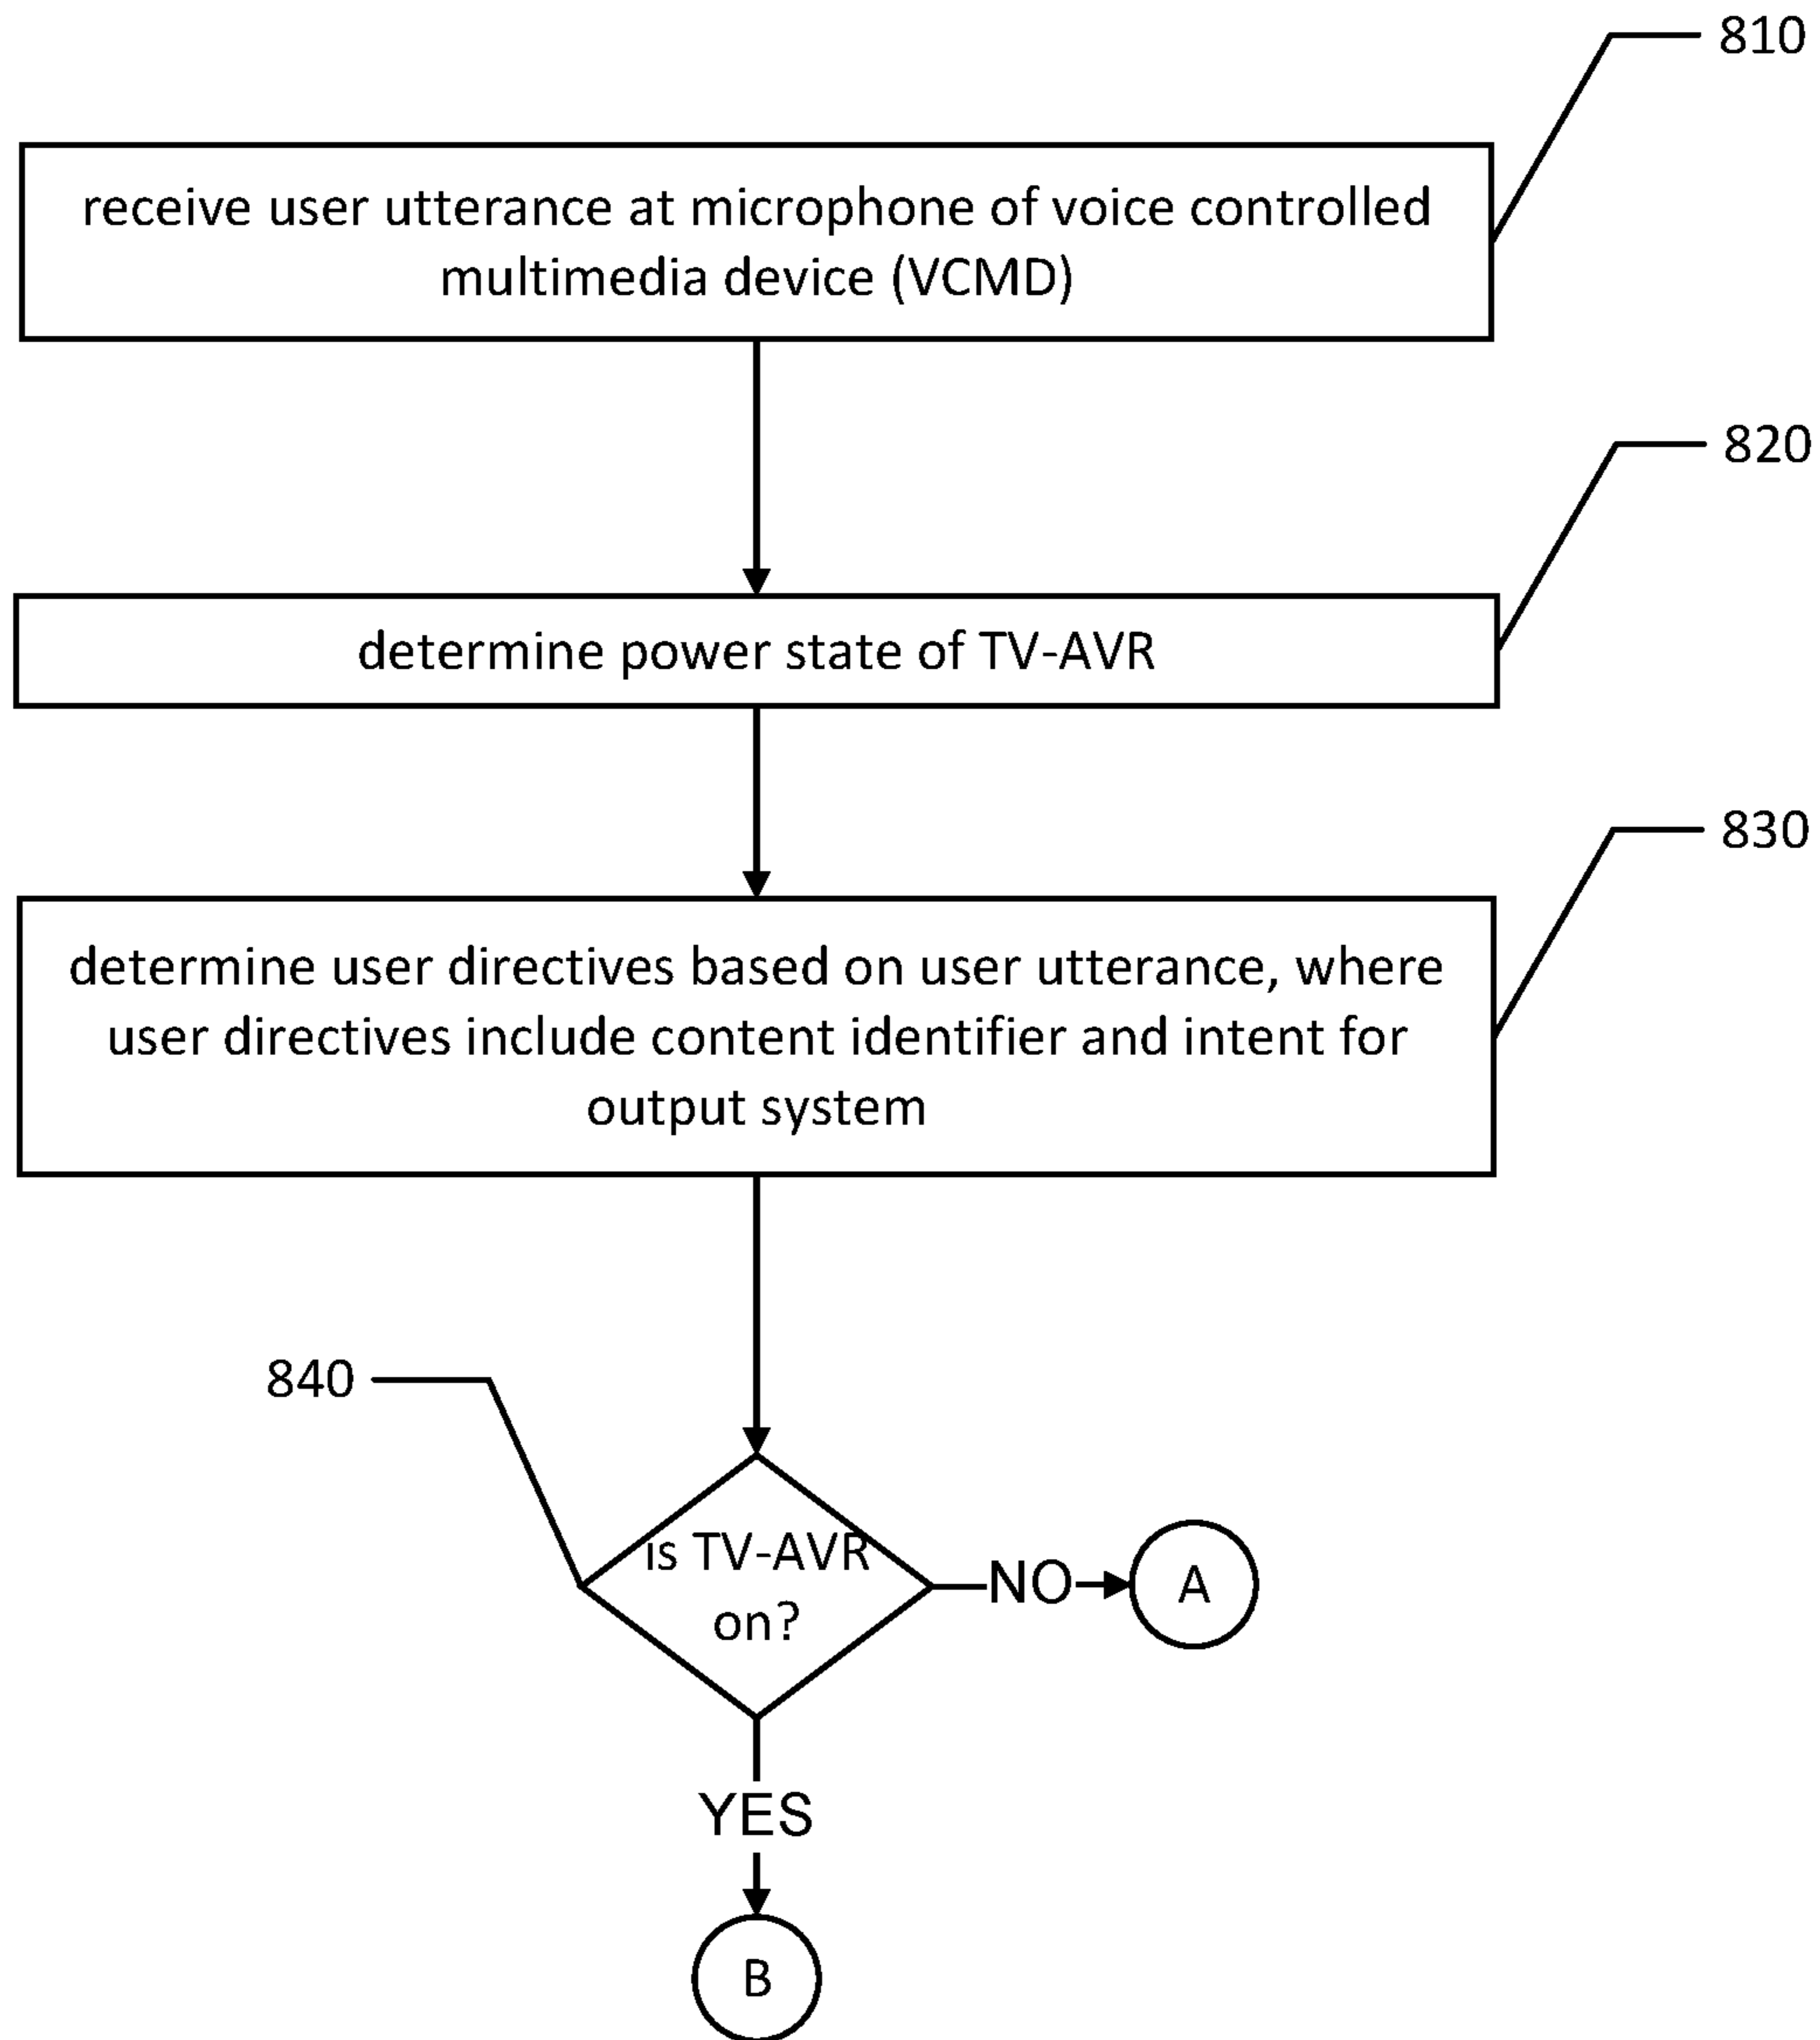 810
receive user utterance at microphone of voice controlled
multimedia device (VCMD)
820
determine power state of TV-AVR
830
determine user directives based on user utterance, where
user directives include content identifier and intent for
output system
840
is TV-AVR
on?
NO
A
YES
B